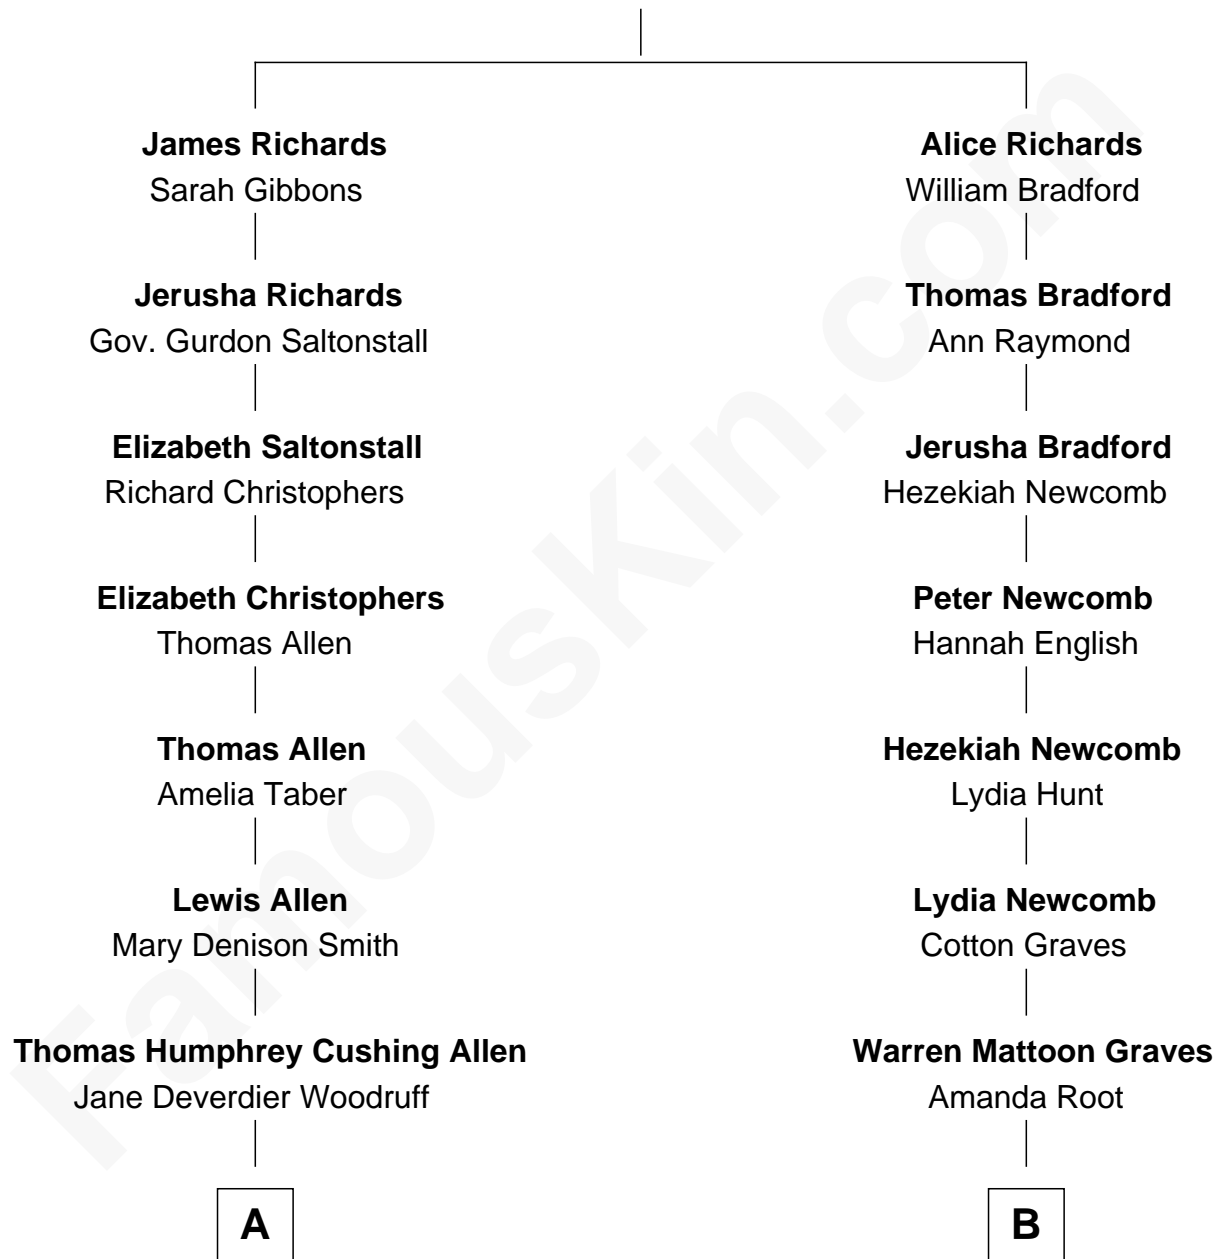 James Richards
Sarah Gibbons
Jerusha Richards
Gov. Gurdon Saltonstall
Elizabeth Saltonstall
Richard Christophers
Elizabeth Christophers
Thomas Allen
Thomas Allen
Amelia Taber
Lewis Allen
Mary Denison Smith
Thomas Humphrey Cushing Allen
Jane Deverdier Woodruff
A
Alice Richards
William Bradford
Thomas Bradford
Ann Raymond
Jerusha Bradford
Hezekiah Newcomb
Peter Newcomb
Hannah English
Hezekiah Newcomb
Lydia Hunt
Lydia Newcomb
Cotton Graves
Warren Mattoon Graves
Amanda Root
B
FamousKin.com